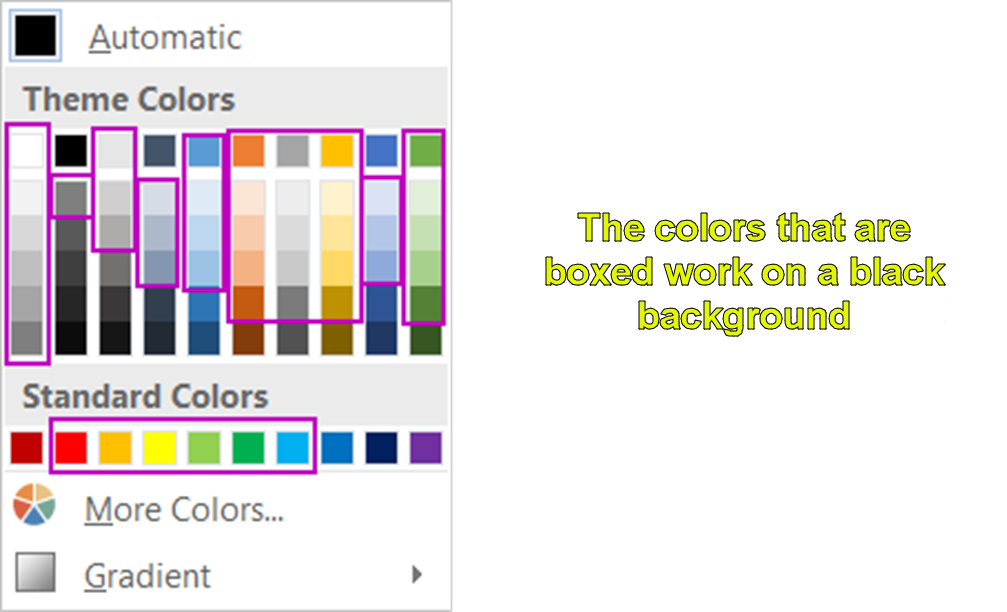 Automatic
Theme Colors
Standard Colors
More Colors...
Gradient
The colors that are
boxed work on a black
background